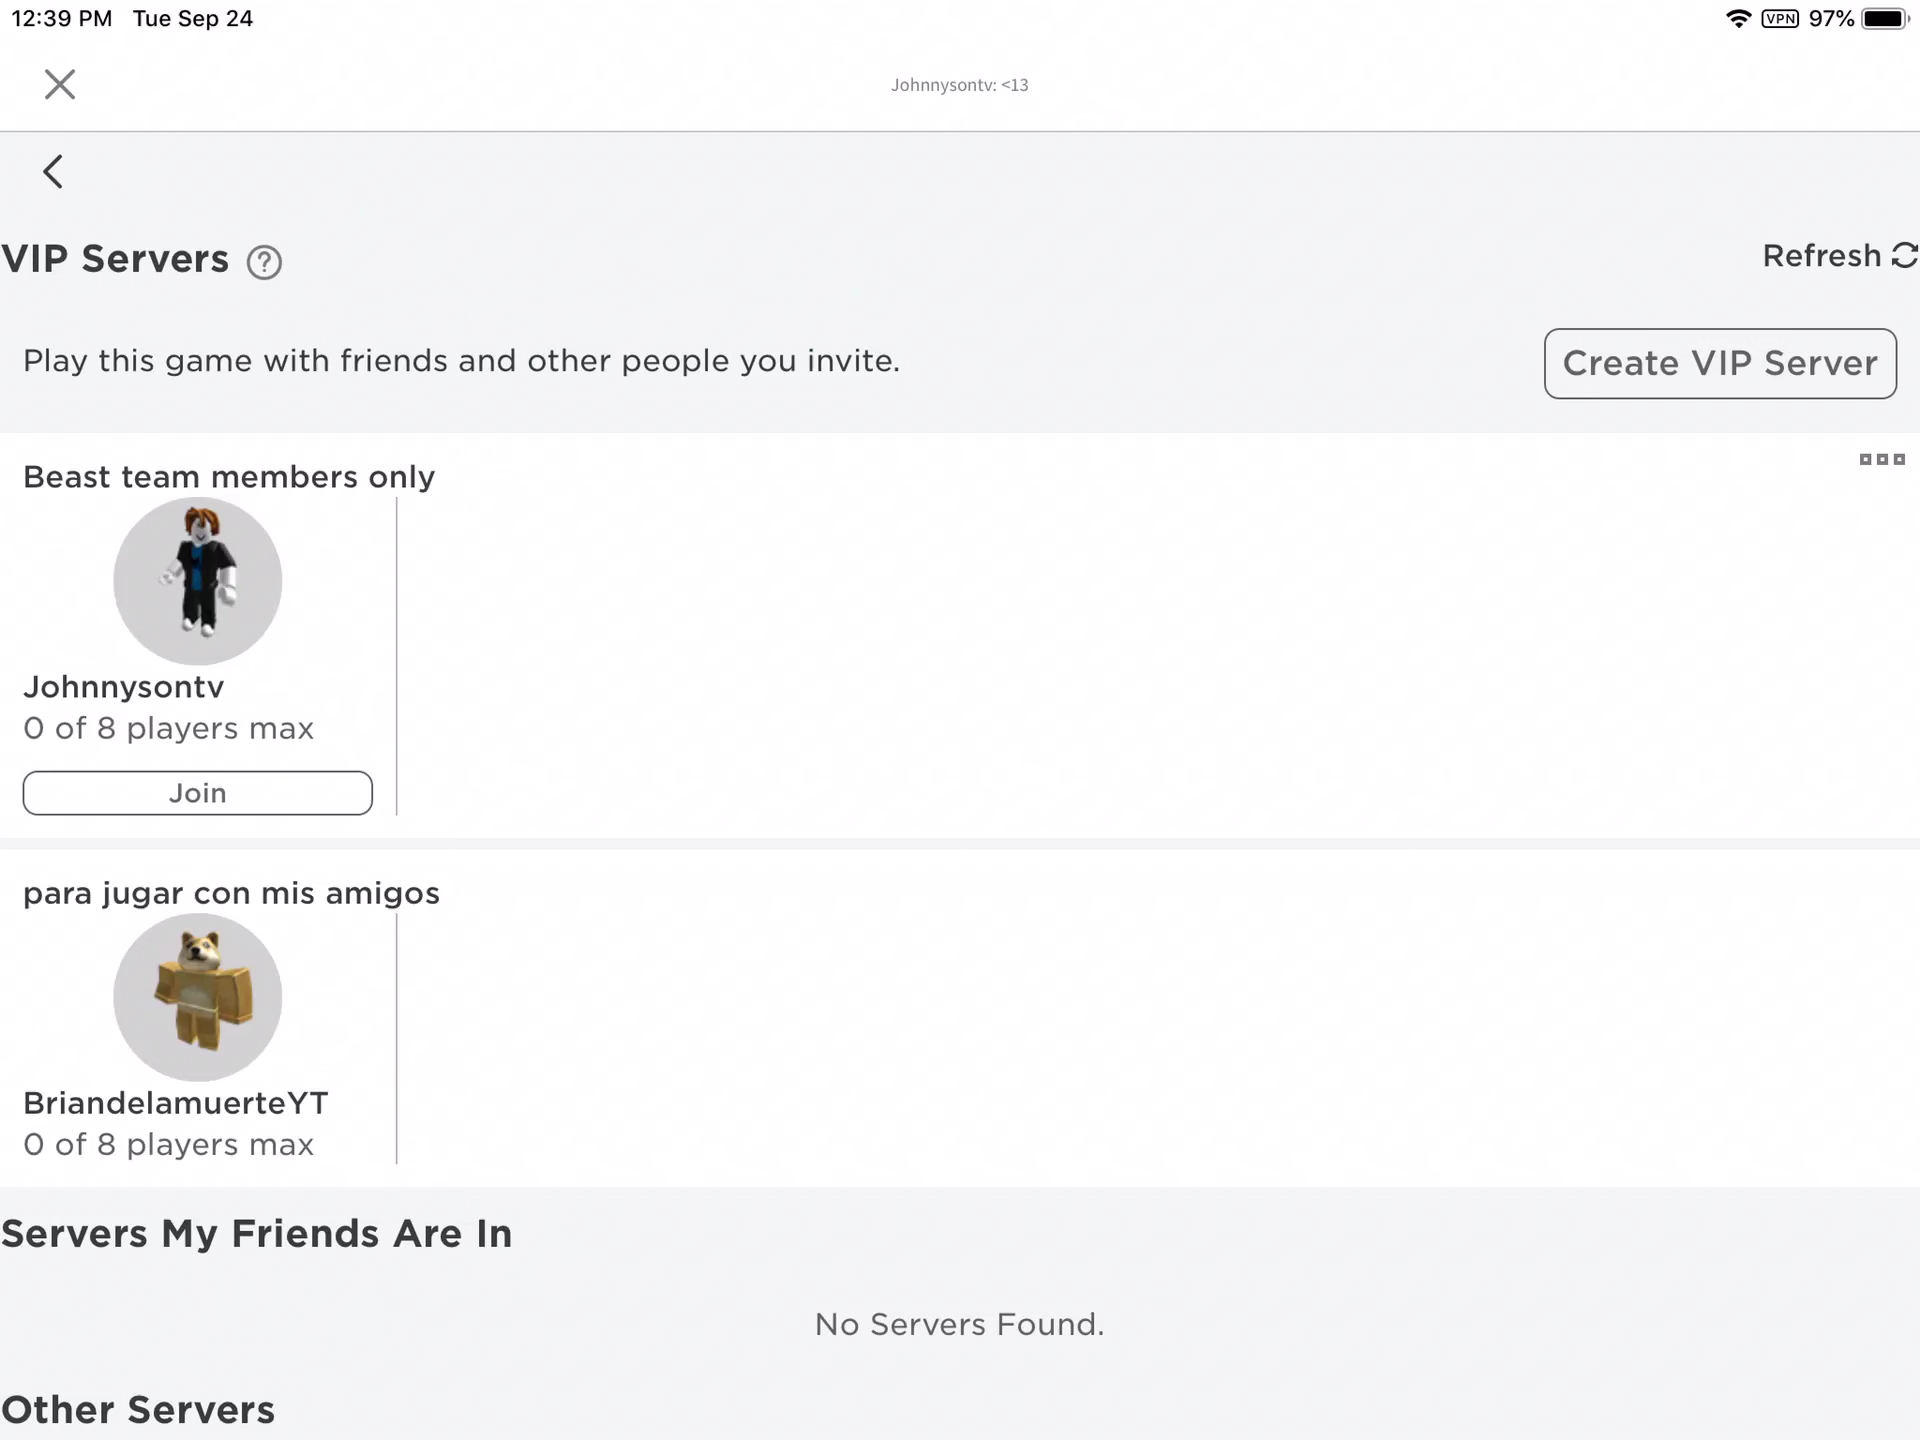 12:39 PM Tue Sep 24
VPN 97%
Johnnysontv: <13
VIP Servers ?
Refresh
Play this game with friends and other people you invite.
Create VIP Server
Beast team members only
Johnnysontv
0 of 8 players max
Join
para jugar con mis amigos
BriandelamuerteYT
0 of 8 players max
Servers My Friends Are In
No Servers Found.
Other Servers